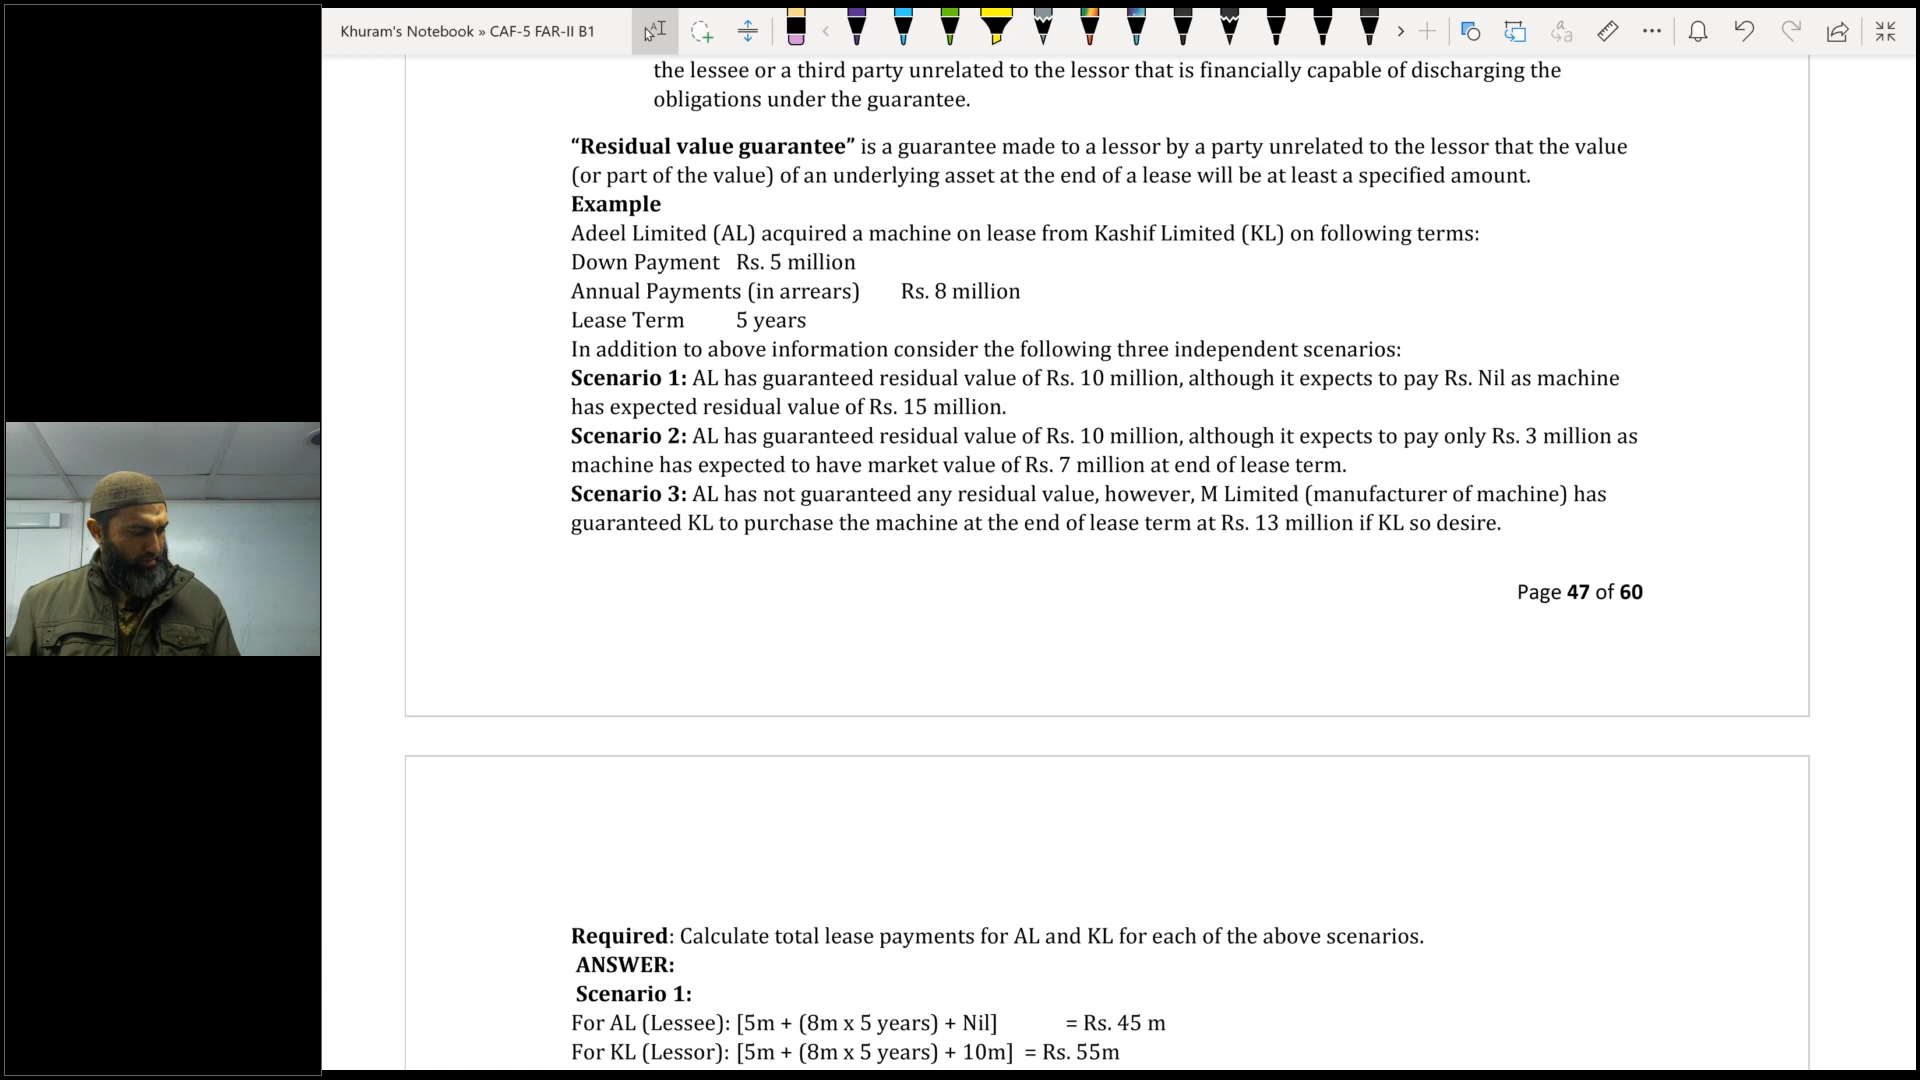 Khuram's Notebook » CAF-5 FAR-II B1
the lessee or a third party unrelated to the lessor that is financially capable of discharging the
obligations under the guarantee.
“Residual value guarantee” is a guarantee made to a lessor by a party unrelated to the lessor that the value
(or part of the value) of an underlying asset at the end of a lease will be at least a specified amount.
Example
Adeel Limited (AL) acquired a machine on lease from Kashif Limited (KL) on following terms:
Down Payment Rs. 5 million
Annual Payments (in arrears) Rs. 8 million
Lease Term 5 years
In addition to above information consider the following three independent scenarios:
Scenario 1: AL has guaranteed residual value of Rs. 10 million, although it expects to pay Rs. Nil as machine
has expected residual value of Rs. 15 million.
Scenario 2: AL has guaranteed residual value of Rs. 10 million, although it expects to pay only Rs. 3 million as
machine has expected to have market value of Rs. 7 million at end of lease term.
Scenario 3: AL has not guaranteed any residual value, however, M Limited (manufacturer of machine) has
guaranteed KL to purchase the machine at the end of lease term at Rs. 13 million if KL so desire.
Page 47 of 60
Required: Calculate total lease payments for AL and KL for each of the above scenarios.
ANSWER:
Scenario 1:
For AL (Lessee): [5m + (8m x 5 years) + Nil] = Rs. 45 m
For KL (Lessor): [5m + (8m x 5 years) + 10m] = Rs. 55m